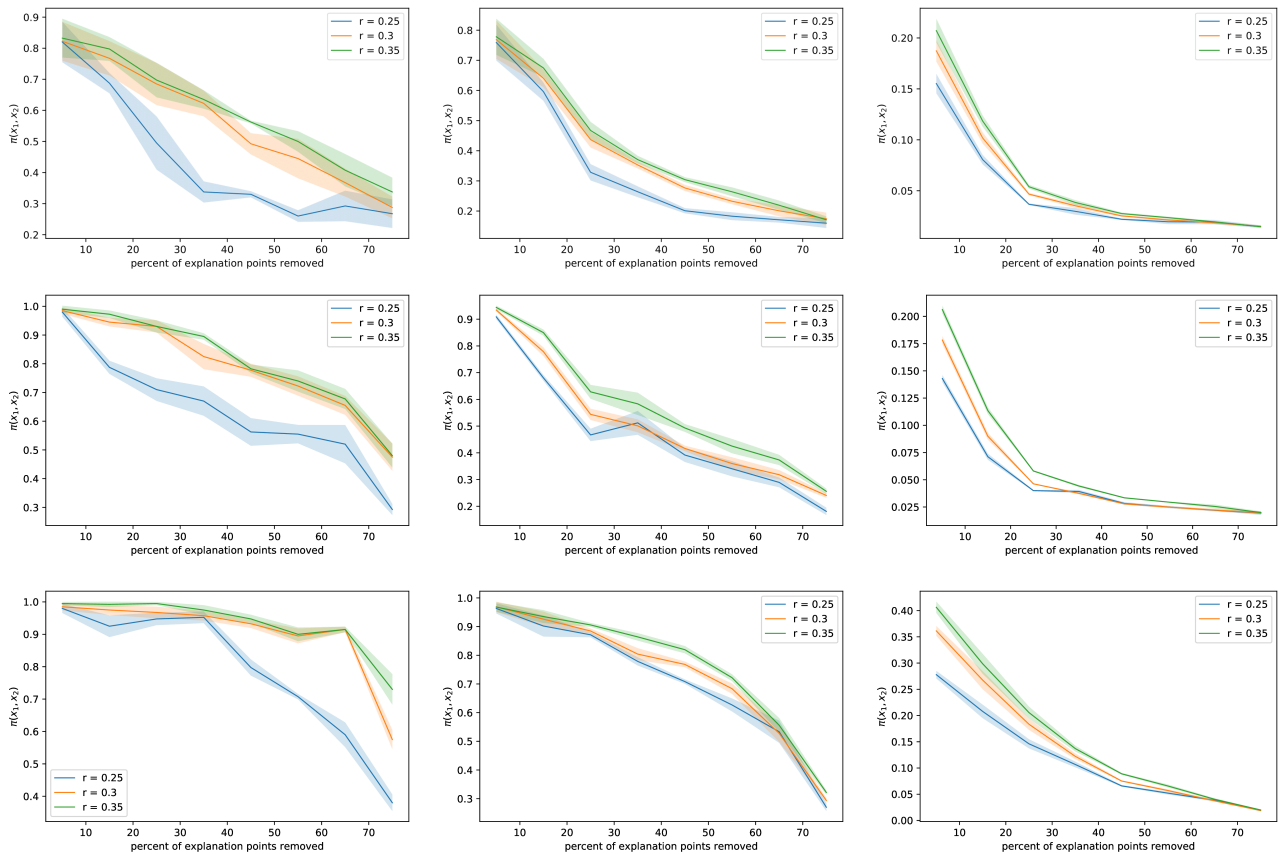 0.9
0.8
0.7
0.6
0.5
0.4
0.3
0.2
π(x₁, x₂)
10 20 30 40 50 60 70
percent of explanation points removed
r = 0.25
r = 0.3
r = 0.35
0.8
0.7
0.6
0.5
0.4
0.3
0.2
π(x₁, x₂)
10 20 30 40 50 60 70
percent of explanation points removed
r = 0.25
r = 0.3
r = 0.35
0.20
0.15
0.10
0.05
π(x₁, x₂)
10 20 30 40 50 60 70
percent of explanation points removed
r = 0.25
r = 0.3
r = 0.35
1.0
0.9
0.8
0.7
0.6
0.5
0.4
0.3
π(x₁, x₂)
10 20 30 40 50 60 70
percent of explanation points removed
r = 0.25
r = 0.3
r = 0.35
0.9
0.8
0.7
0.6
0.5
0.4
0.3
0.2
π(x₁, x₂)
10 20 30 40 50 60 70
percent of explanation points removed
r = 0.25
r = 0.3
r = 0.35
0.200
0.175
0.150
0.125
0.100
0.075
0.050
0.025
π(x₁, x₂)
10 20 30 40 50 60 70
percent of explanation points removed
r = 0.25
r = 0.3
r = 0.35
1.0
0.9
0.8
0.7
0.6
0.5
0.4
π(x₁, x₂)
10 20 30 40 50 60 70
percent of explanation points removed
r = 0.25
r = 0.3
r = 0.35
1.0
0.9
0.8
0.7
0.6
0.5
0.4
0.3
π(x₁, x₂)
10 20 30 40 50 60 70
percent of explanation points removed
r = 0.25
r = 0.3
r = 0.35
0.40
0.35
0.30
0.25
0.20
0.15
0.10
0.05
0.00
π(x₁, x₂)
10 20 30 40 50 60 70
percent of explanation points removed
r = 0.25
r = 0.3
r = 0.35